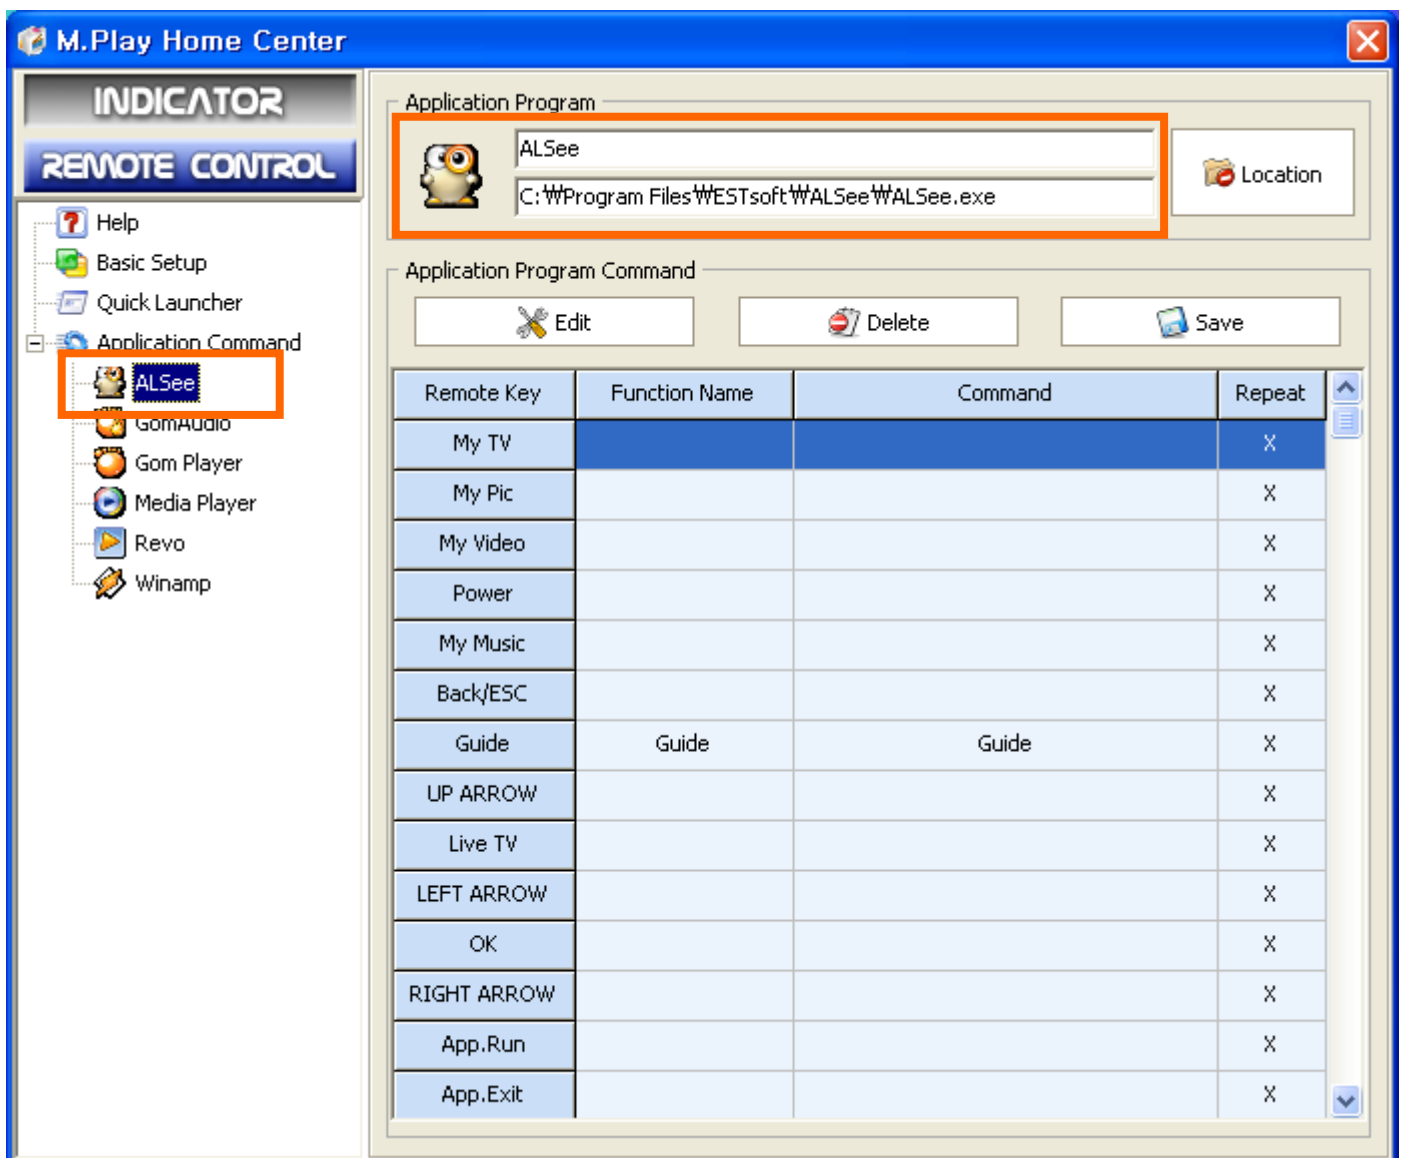 M.Play Home Center
INDICATOR
REMOTE CONTROL
Help
Basic Setup
Quick Launcher
Application Command
ALSee
GomAudio
Gom Player
Media Player
Revo
Winamp
Application Program
ALSee
C:₩Program Files₩ESTsoft₩ALSee₩ALSee.exe
Location
Application Program Command
Edit Delete Save
Remote Key Function Name Command Repeat
My TV X
My Pic X
My Video X
Power X
My Music X
Back/ESC X
Guide Guide Guide X
UP ARROW X
Live TV X
LEFT ARROW X
OK X
RIGHT ARROW X
App.Run X
App.Exit X